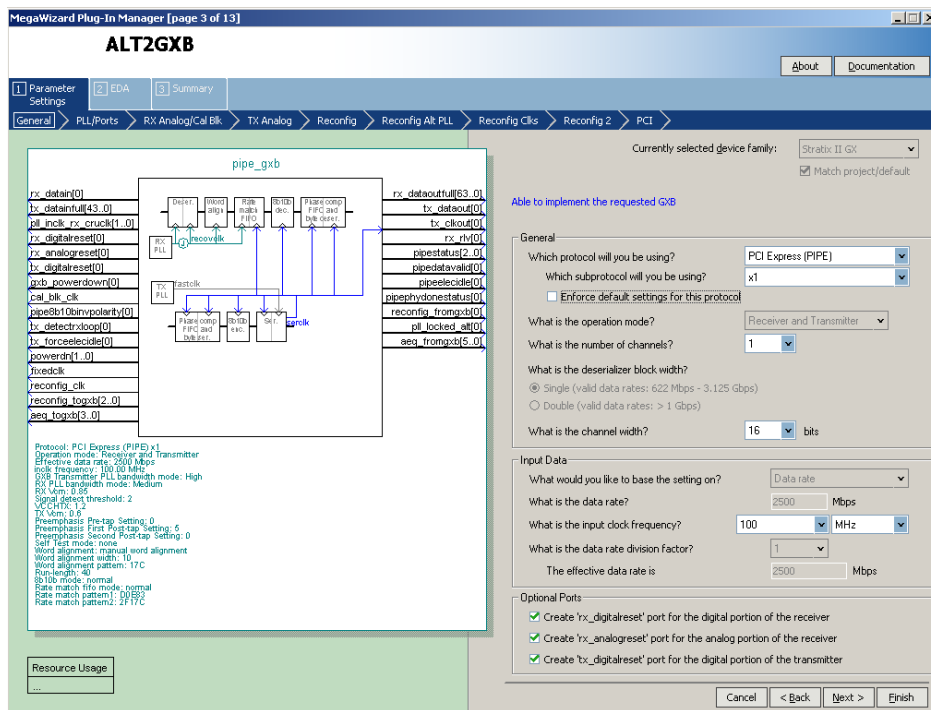 MegaWizard Plug-In Manager [page 3 of 13]
ALT2GXB
About
Documentation
1 Parameter Settings
2 EDA
3 Summary
General
PLL/Ports
RX Analog/Cal Blk
TX Analog
Reconfig
Reconfig Alt PLL
Reconfig Clks
Reconfig 2
PCI
pipe_gxb
rx_datain[0]
tx_datainfull[43..0]
pll_inclk_rx_cruclk[1..0]
rx_digitalreset[0]
rx_analogreset[0]
tx_digitalreset[0]
gxb_powerdown[0]
cal_blk_clk
pipe8b10binvpolarity[0]
tx_detectrxloop[0]
tx_forceelecidle[0]
powerdn[1..0]
fixedclk
reconfig_clk
reconfig_togxb[2..0]
aeq_togxb[3..0]
Deser.
Word align
Rate match FIFO
8b10b dec.
Phase comp FIFO and byte deser.
RX PLL
recovclk
TX PLL
fastclk
Phase comp FIFO and byte ser.
8b10b enc.
Ser.
serclk
rx_dataoutfull[63..0]
tx_dataout[0]
tx_clkout[0]
rx_rlv[0]
pipestatus[2..0]
pipedatavalid[0]
pipeelecidle[0]
pipephydonestatus[0]
reconfig_fromgxb[0]
pll_locked_alt[0]
aeq_fromgxb[5..0]
Protocol: PCI Express (PIPE) x1
Operation mode: Receiver and Transmitter
Effective data rate: 2500 Mbps
inclk frequency: 100.00 MHz
GXB Transmitter PLL bandwidth mode: High
RX PLL bandwidth mode: Medium
RX Vcm: 0.85
Signal detect threshold: 2
VCCHTX: 1.2
TX Vcm: 0.6
Preemphasis Pre-tap Setting: 0
Preemphasis First Post-tap Setting: 5
Preemphasis Second Post-tap Setting: 0
Self Test mode: none
Word alignment: manual word alignment
Word alignment width: 10
Word alignment pattern: 17C
Run-length: 40
8b10b mode: normal
Rate match fifo mode: normal
Rate match pattern1: D0E83
Rate match pattern2: 2F17C
Resource Usage
...
Currently selected device family:
Stratix II GX
Match project/default
Able to implement the requested GXB
General
Which protocol will you be using?
PCI Express (PIPE)
Which subprotocol will you be using?
x1
Enforce default settings for this protocol
What is the operation mode?
Receiver and Transmitter
What is the number of channels?
1
What is the deserializer block width?
Single (valid data rates: 622 Mbps - 3.125 Gbps)
Double (valid data rates: > 1 Gbps)
What is the channel width?
16
bits
Input Data
What would you like to base the setting on?
Data rate
What is the data rate?
2500
Mbps
What is the input clock frequency?
100
MHz
What is the data rate division factor?
1
The effective data rate is
2500
Mbps
Optional Ports
Create 'rx_digitalreset' port for the digital portion of the receiver
Create 'rx_analogreset' port for the analog portion of the receiver
Create 'tx_digitalreset' port for the digital portion of the transmitter
Cancel
< Back
Next >
Finish